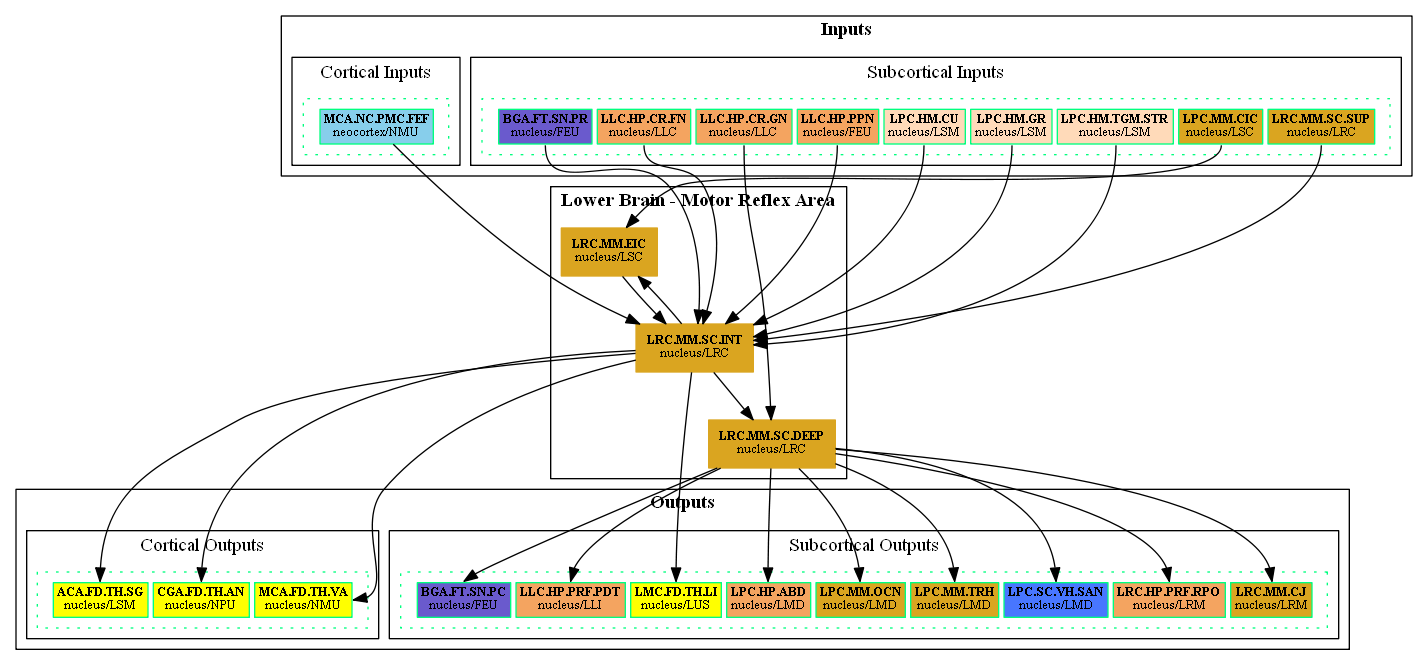 Inputs
Cortical Inputs
Subcortical Inputs
MCA.NC.PMC.FEF
neocortex/NMU
BGA.FT.SN.PR
nucleus/FEU
LLC.HP.CR.FN
nucleus/LLC
LLC.HP.CR.GN
nucleus/LLC
LLC.HP.PPN
nucleus/FEU
LPC.HM.CU
nucleus/LSM
LPC.HM.GR
nucleus/LSM
LPC.HM.TGM.STR
nucleus/LSM
LPC.MM.CIC
nucleus/LSC
LRC.MM.SC.SUP
nucleus/LRC
Lower Brain - Motor Reflex Area
LRC.MM.EIC
nucleus/LSC
LRC.MM.SC.INT
nucleus/LRC
LRC.MM.SC.DEEP
nucleus/LRC
Outputs
Cortical Outputs
Subcortical Outputs
ACA.FD.TH.SG
nucleus/LSM
CGA.FD.TH.AN
nucleus/NPU
MCA.FD.TH.VA
nucleus/NMU
BGA.FT.SN.PC
nucleus/FEU
LLC.HP.PRF.PDT
nucleus/LLI
LMC.FD.TH.LI
nucleus/LUS
LPC.HP.ABD
nucleus/LMD
LPC.MM.OCN
nucleus/LMD
LPC.MM.TRH
nucleus/LMD
LPC.SC.VH.SAN
nucleus/LMD
LRC.HP.PRF.RPO
nucleus/LRM
LRC.MM.CJ
nucleus/LRM